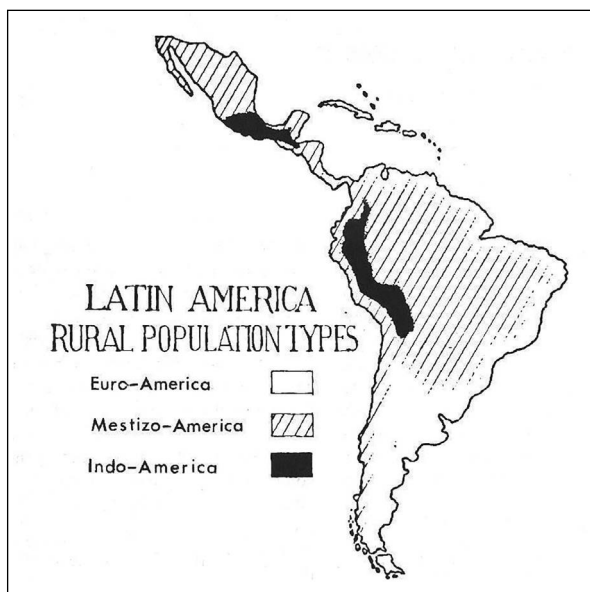 LATIN AMERICA
RURAL POPULATION TYPES
Euro-America
Mestizo-America
Indo-America